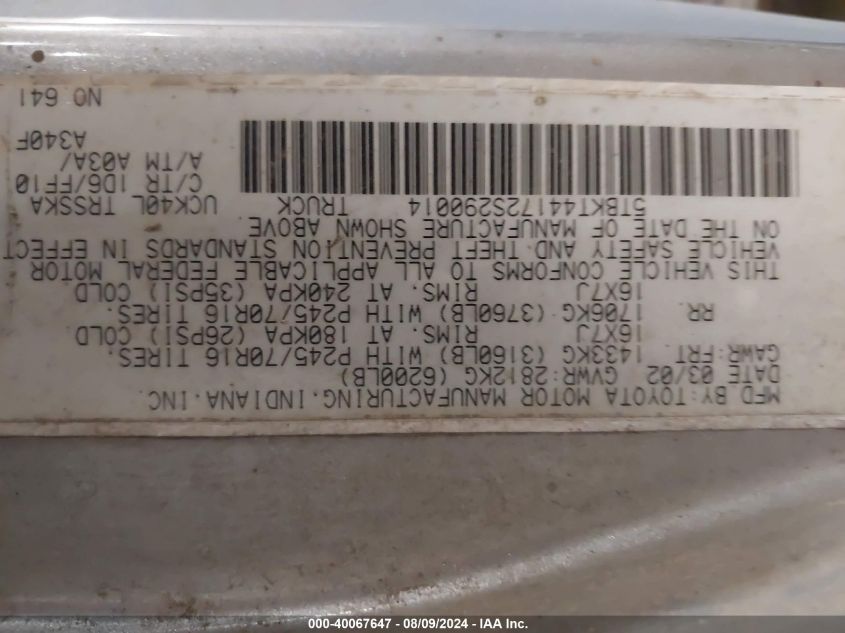 MFD BY:TOYOTA MOTOR MANUFACTURING.INDIANA.INC
DATE 03/02 GVWR:2812KG (6200LB)
GAWR:FRT. 1433KG (3160LB) WITH P245/70R16 TIRES.
16X7J RIMS. AT 180KPA (26PSI) COLD
RR. 1706KG (3760LB) WITH P245/70R16 TIRES.
16X7J RIMS. AT 240KPA (35PSI) COLD
THIS VEHICLE CONFORMS TO ALL APPLICABLE FEDERAL MOTOR
VEHICLE SAFETY AND THEFT PREVENTION STANDARDS IN EFFECT
ON THE DATE OF MANUFACTURE SHOWN ABOVE.
5TBKT44172S290014 TRUCK UCK40L TRSSKA
C/TR 1D6/FF10
A/TM A03A/
A340F
NO 641
000-40067647 - 08/09/2024 - IAA Inc.